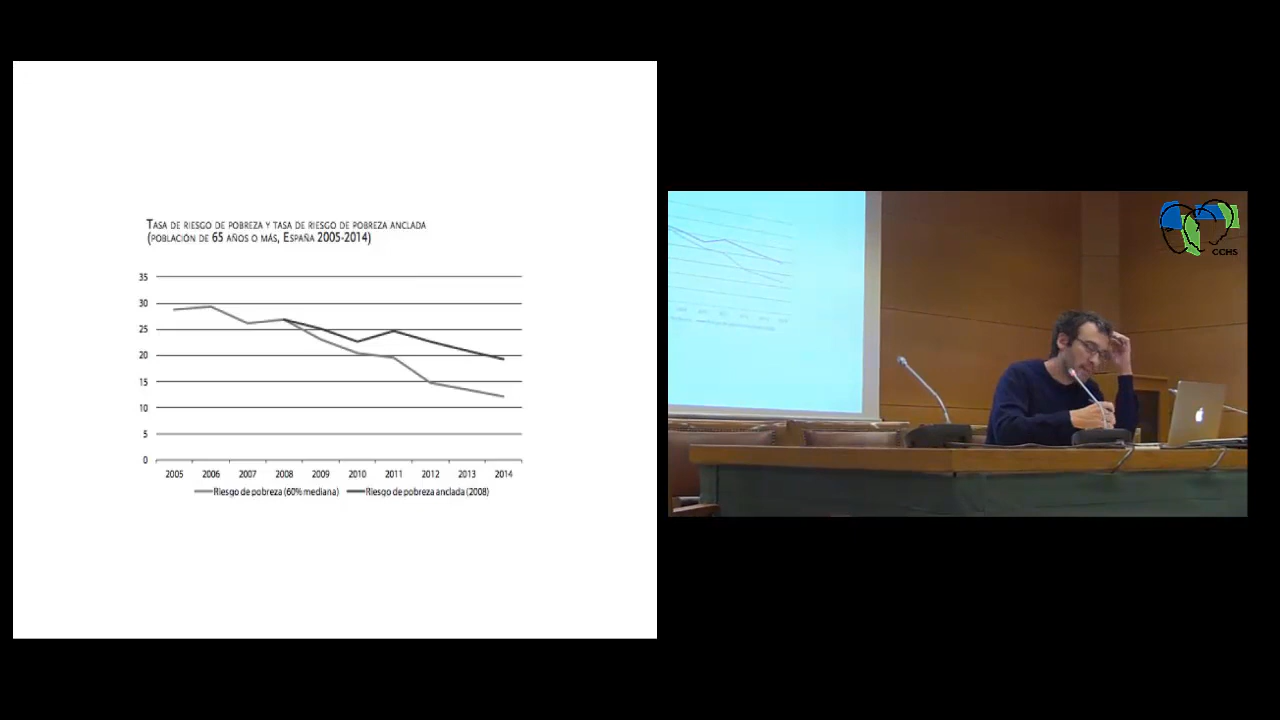 TASA DE RIESGO DE POBREZA Y TASA DE RIESGO DE POBREZA ANCLADA
(POBLACIÓN DE 65 AÑOS O MÁS, ESPAÑA 2005-2014)
35
30
25
20
15
10
5
0
2005 2006 2007 2008 2009 2010 2011 2012 2013 2014
Riesgo de pobreza (60% mediana) Riesgo de pobreza anclada (2008)
CCHS